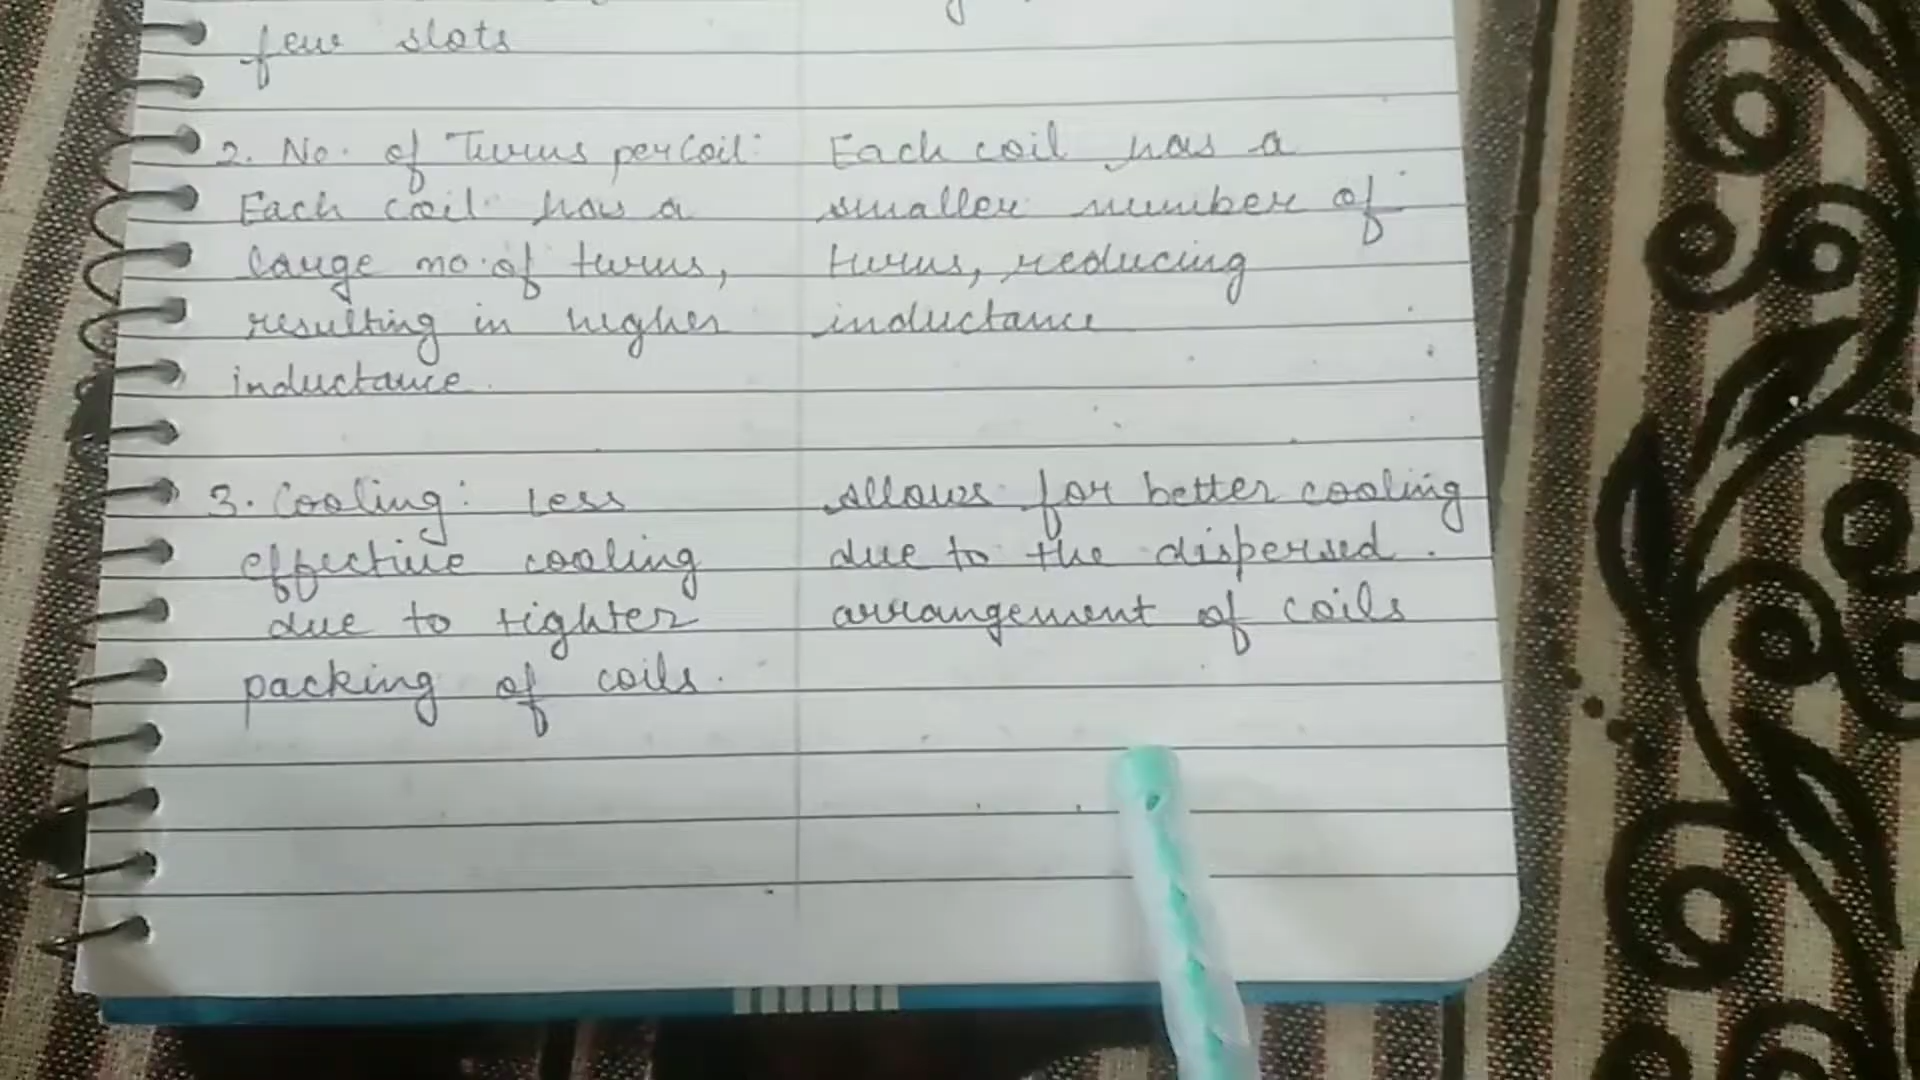 few slots
2. No. of Turns per Coil:
Each coil has a
large no. of turns,
resulting in higher
inductance.
3. Cooling: Less
effective cooling
due to tighter
packing of coils.
Each coil has a
smaller number of
turns, reducing
inductance
allows for better cooling
due to the dispersed
arrangement of coils